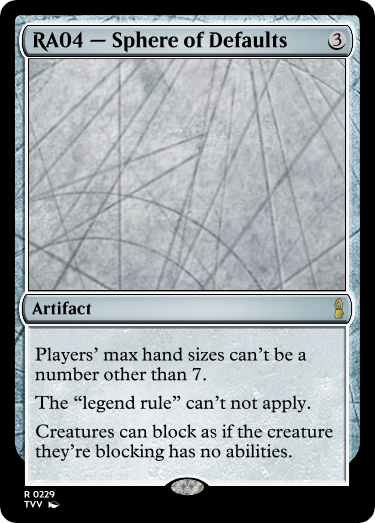 RA04 — Sphere of Defaults 3
Artifact
Players’ max hand sizes can’t be a
number other than 7.
The “legend rule” can’t not apply.
Creatures can block as if the creature
they’re blocking has no abilities.
R 0229
TVV